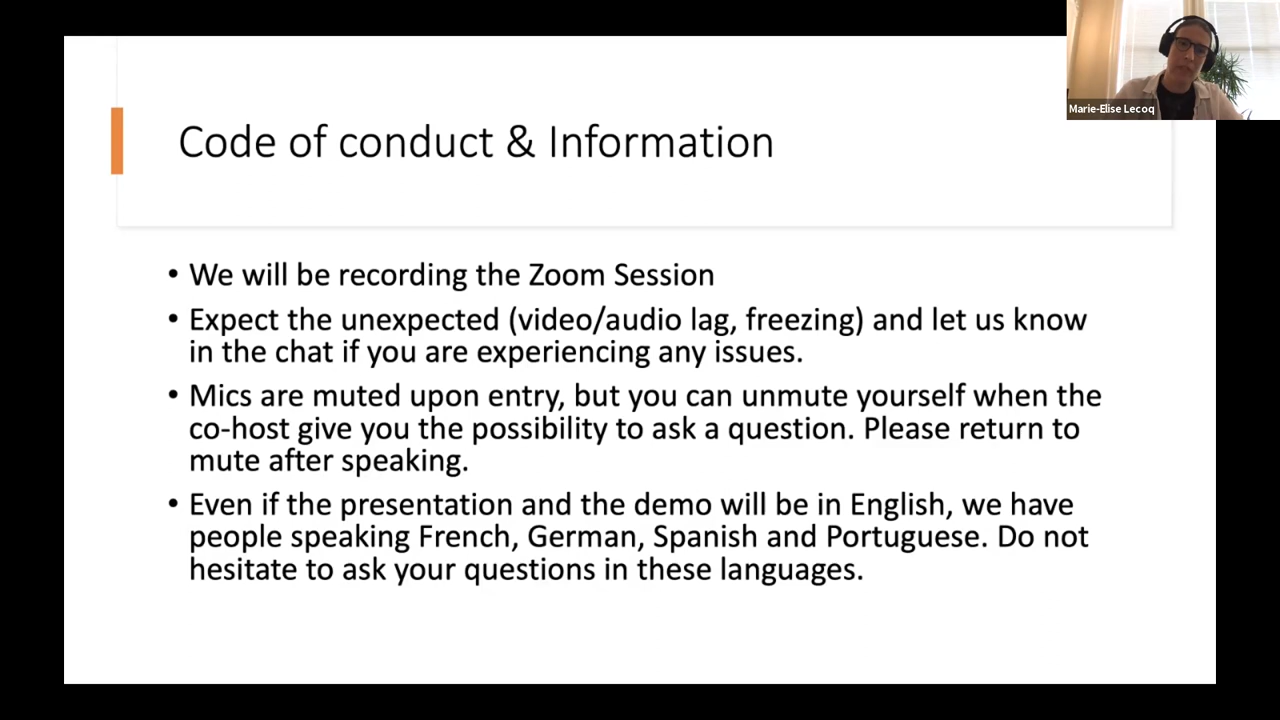 Marie-Elise Lecoq
Code of conduct & Information
• We will be recording the Zoom Session
• Expect the unexpected (video/audio lag, freezing) and let us know
in the chat if you are experiencing any issues.
• Mics are muted upon entry, but you can unmute yourself when the
co-host give you the possibility to ask a question. Please return to
mute after speaking.
• Even if the presentation and the demo will be in English, we have
people speaking French, German, Spanish and Portuguese. Do not
hesitate to ask your questions in these languages.